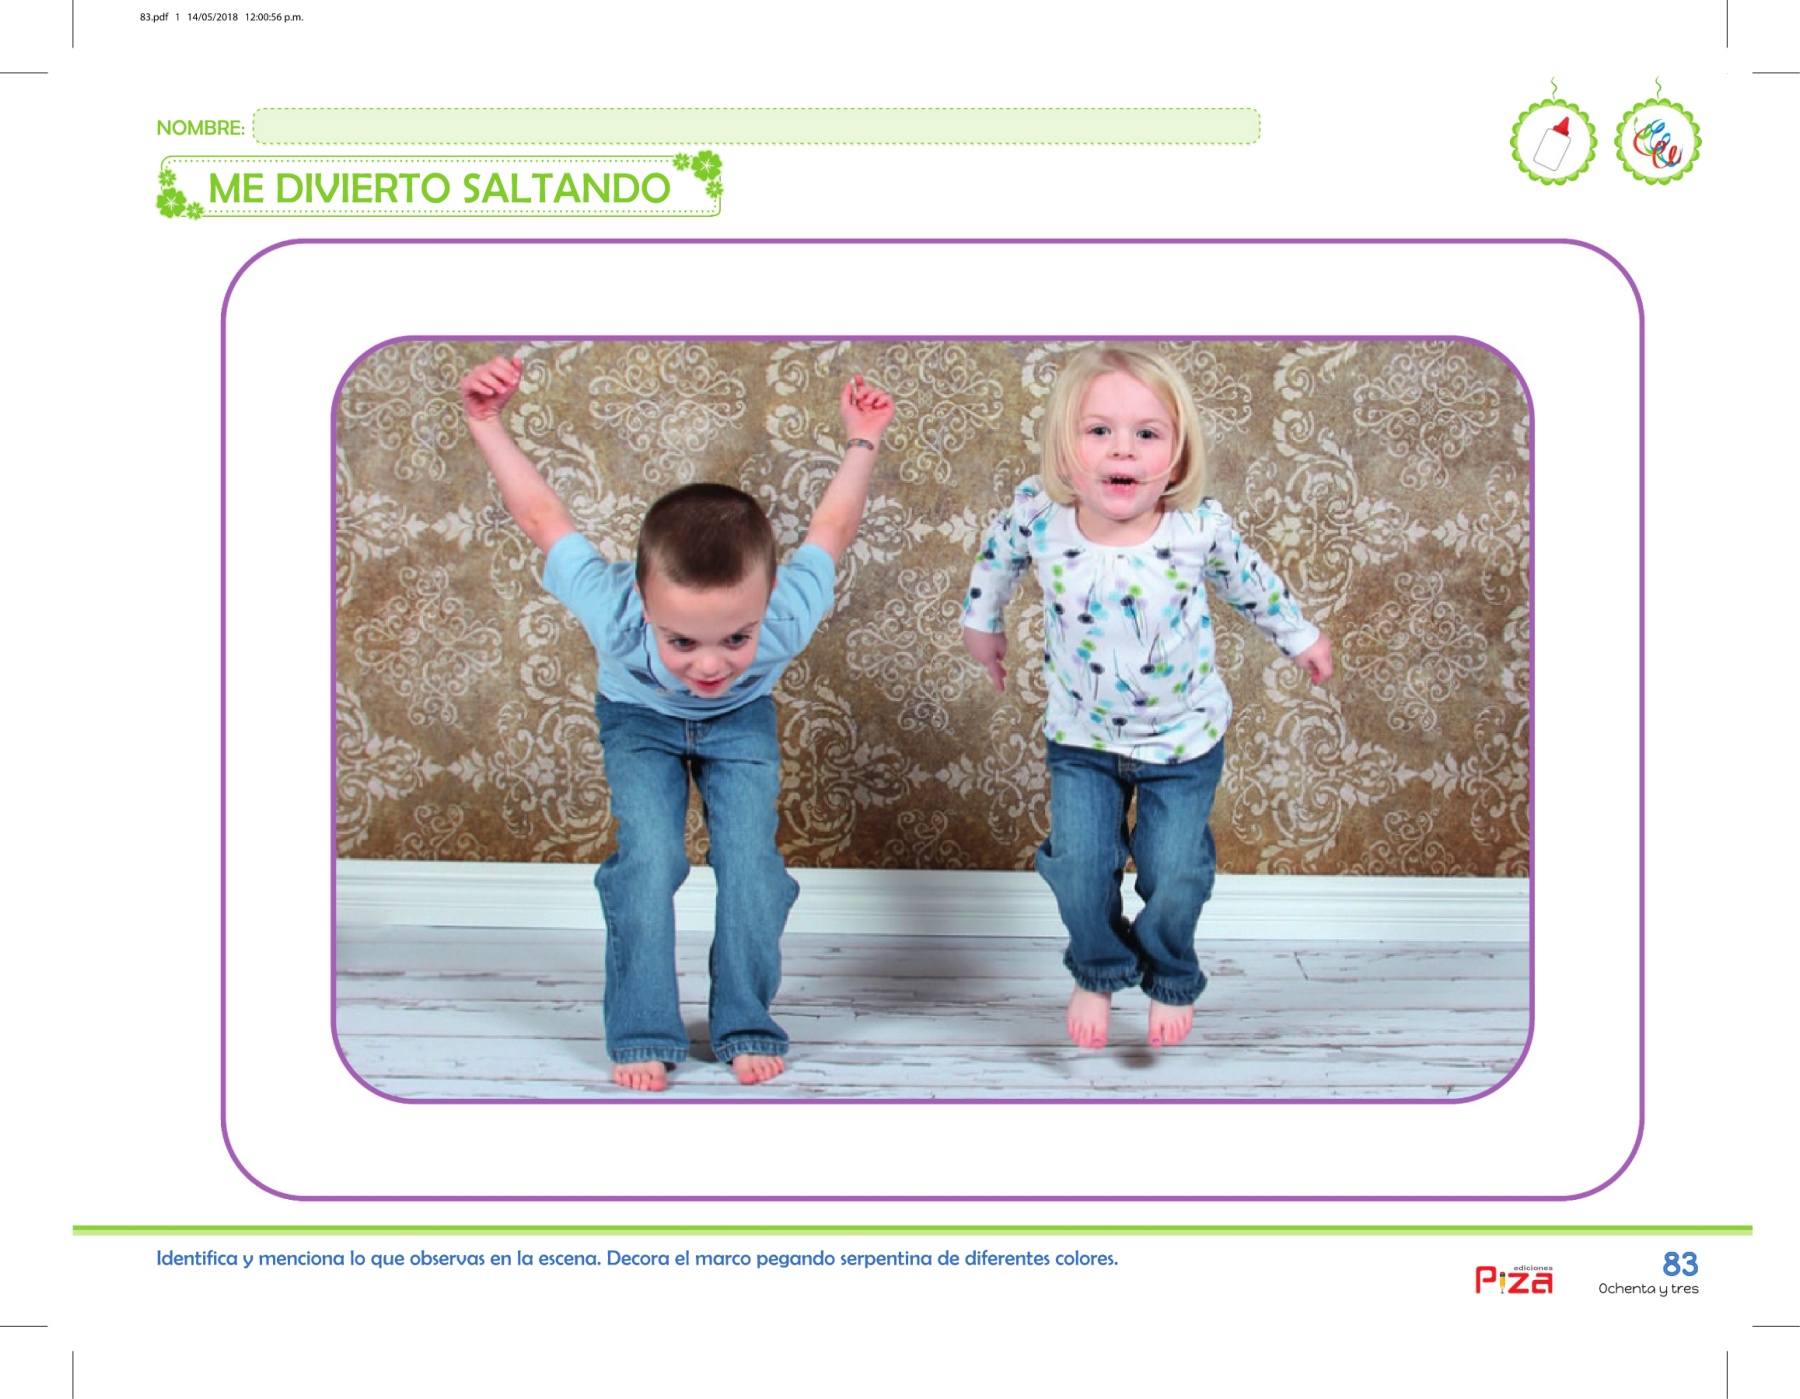 83.pdf 1 14/05/2018 12:00:56 p.m.
NOMBRE:
ME DIVIERTO SALTANDO
Identifica y menciona lo que observas en la escena. Decora el marco pegando serpentina de diferentes colores.
ediciones
Piza
83
Ochenta y tres